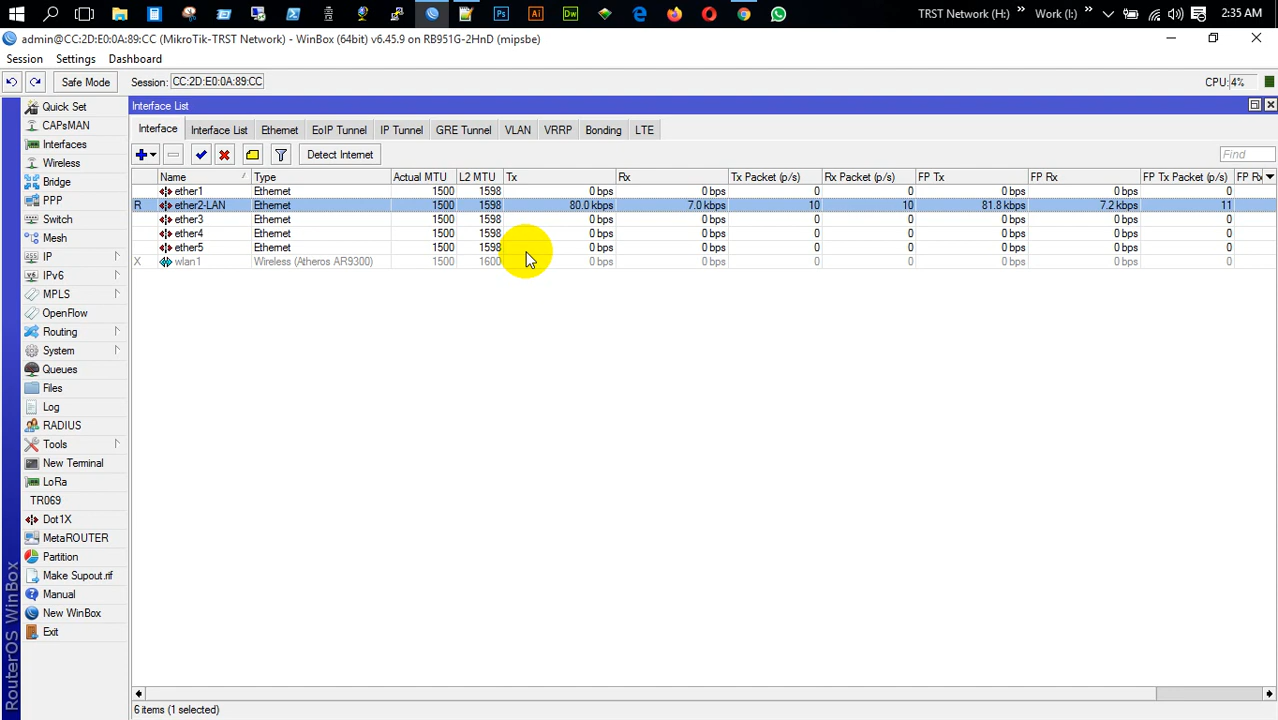 TRST Network (H:) » Work (I:) » 2:35 AM
admin@CC:2D:E0:0A:89:CC (MikroTik-TRST Network) - WinBox (64bit) v6.45.9 on RB951G-2HnD (mipsbe)
Session Settings Dashboard
Safe Mode Session: CC:2D:E0:0A:89:CC CPU: 4%
Quick Set
CAPsMAN
Interfaces
Wireless
Bridge
PPP
Switch
Mesh
IP
IPv6
MPLS
OpenFlow
Routing
System
Queues
Files
Log
RADIUS
Tools
New Terminal
LoRa
TR069
Dot1X
MetaROUTER
Partition
Make Supout.rif
Manual
New WinBox
Exit
RouterOS WinBox
Interface List
Interface Interface List Ethernet EoIP Tunnel IP Tunnel GRE Tunnel VLAN VRRP Bonding LTE
Detect Internet Find
Name Type Actual MTU L2 MTU Tx Rx Tx Packet (p/s) Rx Packet (p/s) FP Tx FP Rx FP Tx Packet (p/s) FP Rx
ether1 Ethernet 1500 1598 0 bps 0 bps 0 0 0 bps 0 bps 0
R ether2-LAN Ethernet 1500 1598 80.0 kbps 7.0 kbps 10 10 81.8 kbps 7.2 kbps 11
ether3 Ethernet 1500 1598 0 bps 0 bps 0 0 0 bps 0 bps 0
ether4 Ethernet 1500 1598 0 bps 0 bps 0 0 0 bps 0 bps 0
ether5 Ethernet 1500 1598 0 bps 0 bps 0 0 0 bps 0 bps 0
X wlan1 Wireless (Atheros AR9300) 1500 1600 0 bps 0 bps 0 0 0 bps 0 bps 0
6 items (1 selected)